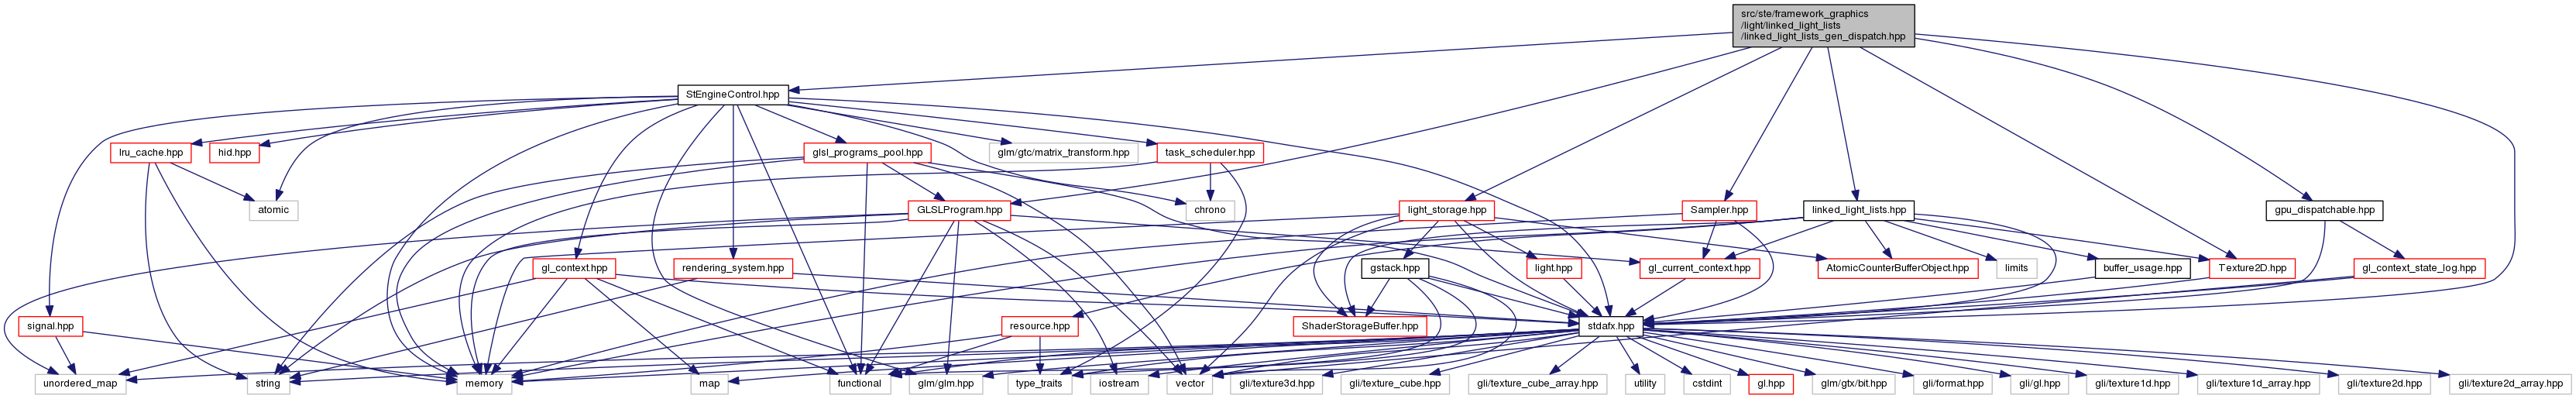 src/ste/framework_graphics
/light/linked_light_lists
/linked_light_lists_gen_dispatch.hpp
StEngineControl.hpp
lru_cache.hpp
hid.hpp
glsl_programs_pool.hpp
glm/gtc/matrix_transform.hpp
task_scheduler.hpp
atomic
GLSLProgram.hpp
chrono
light_storage.hpp
Sampler.hpp
linked_light_lists.hpp
gpu_dispatchable.hpp
gl_context.hpp
rendering_system.hpp
gstack.hpp
light.hpp
gl_current_context.hpp
AtomicCounterBufferObject.hpp
limits
buffer_usage.hpp
Texture2D.hpp
gl_context_state_log.hpp
signal.hpp
resource.hpp
ShaderStorageBuffer.hpp
stdafx.hpp
unordered_map
string
memory
map
functional
glm/glm.hpp
type_traits
iostream
vector
gli/texture3d.hpp
gli/texture_cube.hpp
gli/texture_cube_array.hpp
utility
cstdint
gl.hpp
glm/gtx/bit.hpp
gli/format.hpp
gli/gl.hpp
gli/texture1d.hpp
gli/texture1d_array.hpp
gli/texture2d.hpp
gli/texture2d_array.hpp